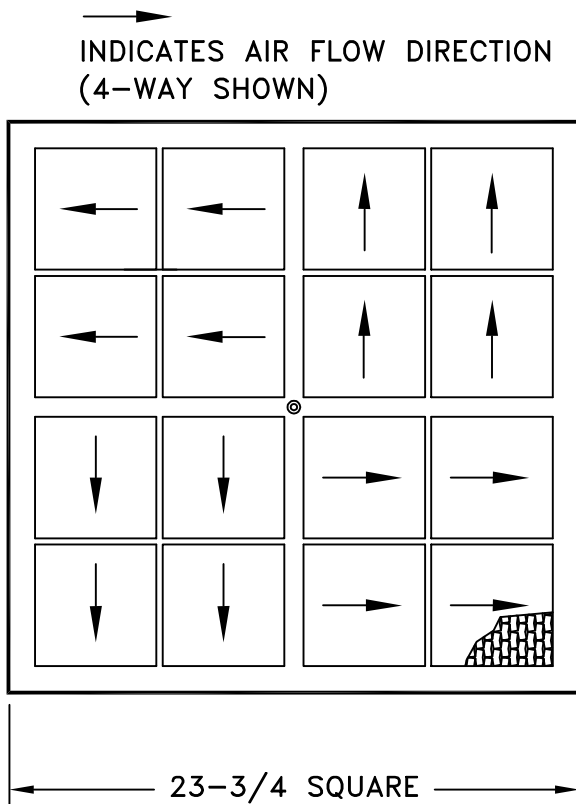 INDICATES AIR FLOW DIRECTION
(4-WAY SHOWN)
23-3/4 SQUARE